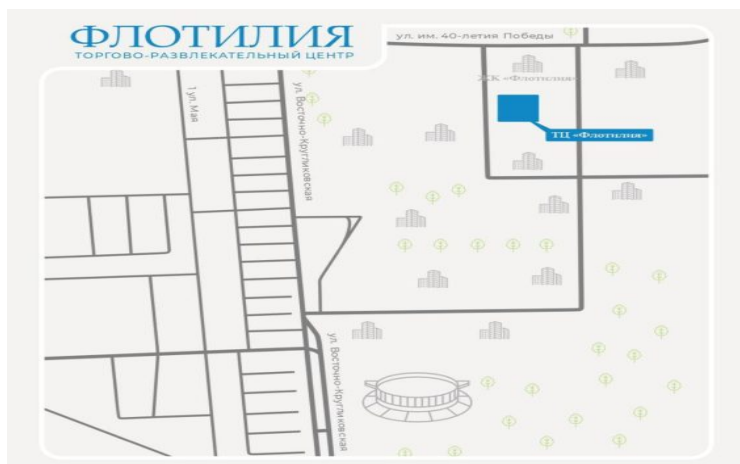 ФЛОТИЛИЯ
ТОРГОВО-РАЗВЛЕКАТЕЛЬНЫЙ ЦЕНТР
ул. им. 40-летия Победы
ЖК «Флотилия»
ТЦ «Флотилия»
1 ул. Мая
ул. Восточно-Кругликовская
ул. Восточно-Кругликовская